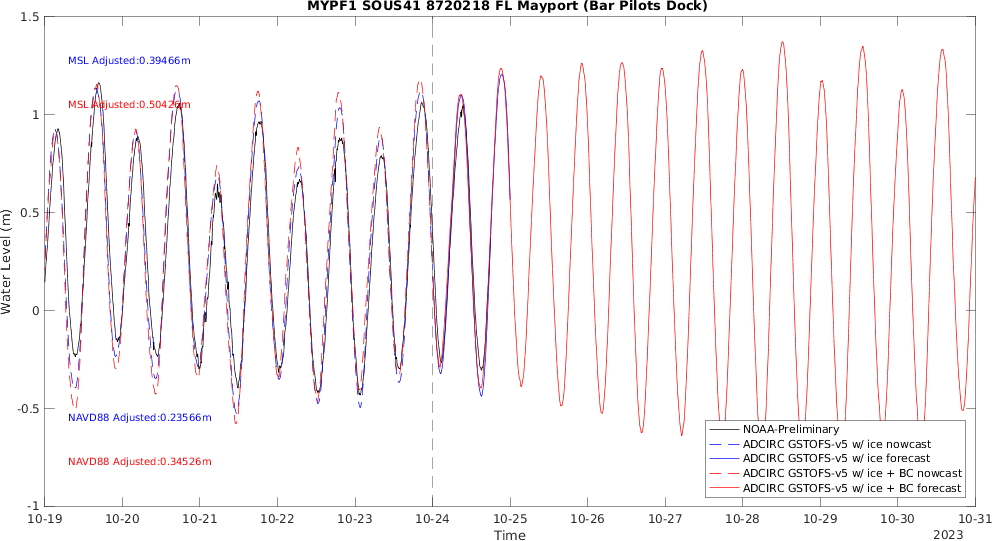 MYPF1 SOUS41 8720218 FL Mayport (Bar Pilots Dock)
1.5
1
0.5
0
-0.5
-1
Water Level (m)
MSL Adjusted:0.39466m
MSL Adjusted:0.50426m
NAVD88 Adjusted:0.23566m
NAVD88 Adjusted:0.34526m
NOAA-Preliminary
ADCIRC GSTOFS-v5 w/ ice nowcast
ADCIRC GSTOFS-v5 w/ ice forecast
ADCIRC GSTOFS-v5 w/ ice + BC nowcast
ADCIRC GSTOFS-v5 w/ ice + BC forecast
10-19 10-20 10-21 10-22 10-23 10-24 10-25 10-26 10-27 10-28 10-29 10-30 10-31
Time
2023